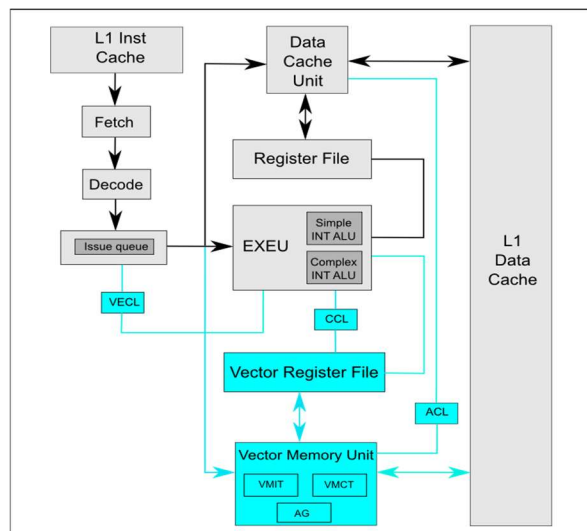 L1 Inst
Cache
Data
Cache
Unit
Fetch
Register File
Decode
Issue queue
EXEU
Simple
INT ALU
Complex
INT ALU
L1
Data
Cache
VECL
CCL
Vector Register File
ACL
Vector Memory Unit
VMIT
VMCT
AG